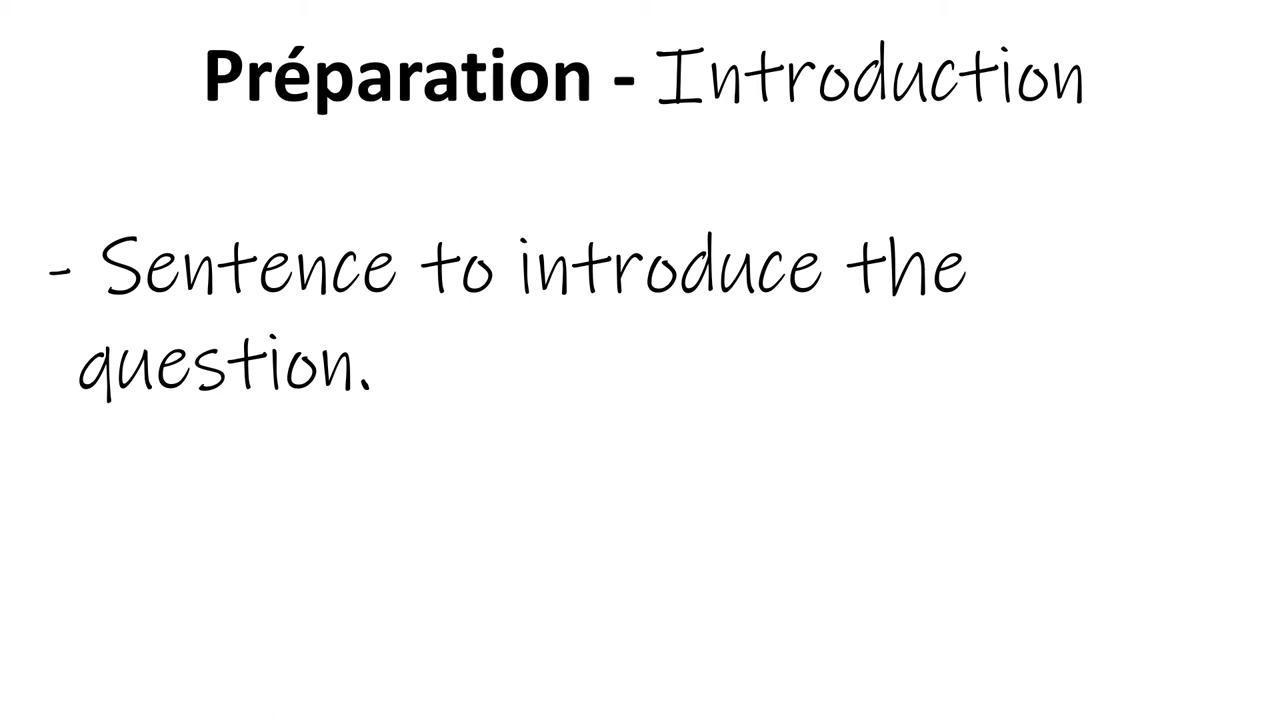 Préparation - Introduction
- Sentence to introduce the
question.